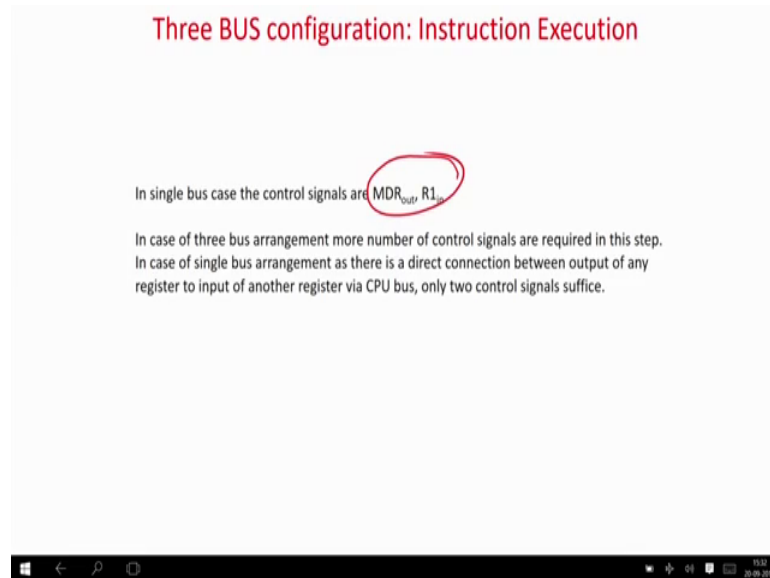 Three BUS configuration: Instruction Execution
In single bus case the control signals are MDRout, R1in
In case of three bus arrangement more number of control signals are required in this step.
In case of single bus arrangement as there is a direct connection between output of any
register to input of another register via CPU bus, only two control signals suffice.
15:32